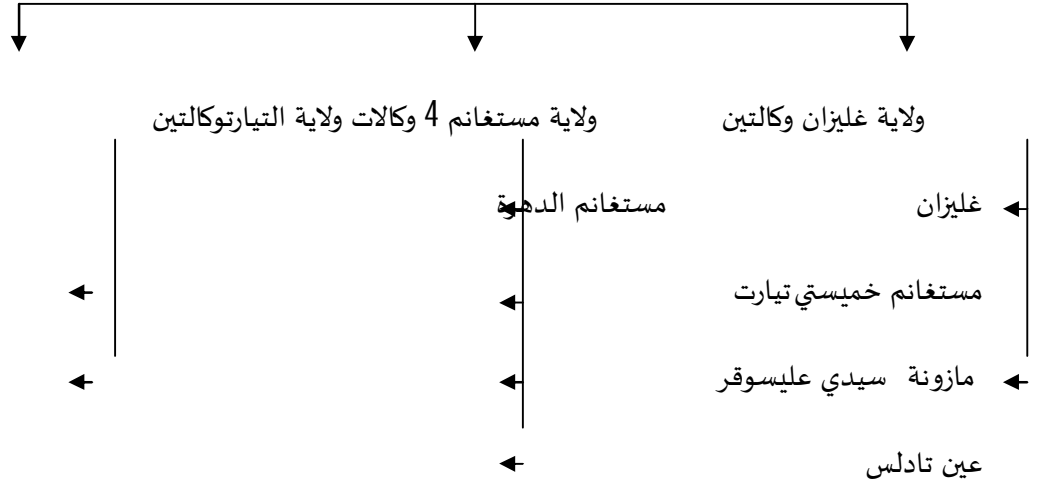 ولاية غليزان وكالتين ولاية مستغانم 4 وكالات ولاية التيارتوكالتين
غليزان مستغانم الدهرة
مستغانم خميستي تيارت
مازونة سيدي عليسوقر
عين تادلس